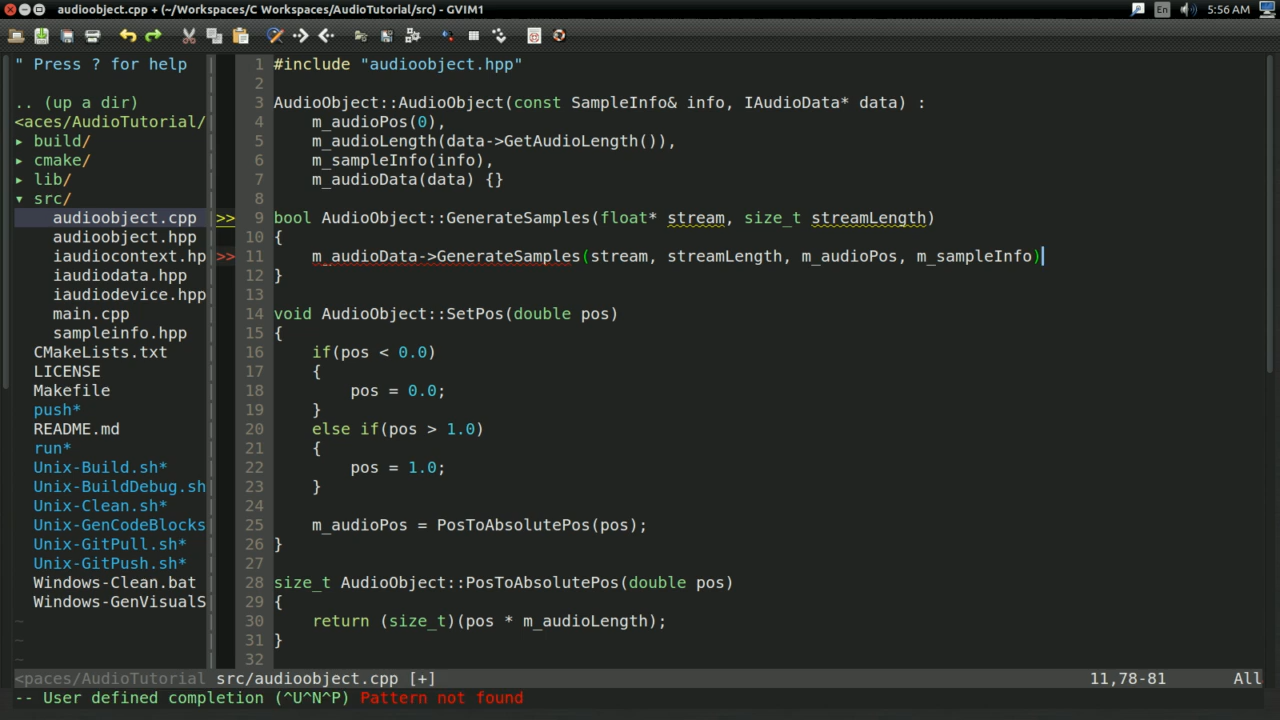 audioobject.cpp + (~/Workspaces/C Workspaces/AudioTutorial/src) - GVIM1
En
5:56 AM
" Press ? for help
.. (up a dir)
<aces/AudioTutorial/
▸ build/
▸ cmake/
▸ lib/
▾ src/
audioobject.cpp
audioobject.hpp
iaudiocontext.hp
iaudiodata.hpp
iaudiodevice.hpp
main.cpp
sampleinfo.hpp
CMakeLists.txt
LICENSE
Makefile
push*
README.md
run*
Unix-Build.sh*
Unix-BuildDebug.sh
Unix-Clean.sh*
Unix-GenCodeBlocks
Unix-GitPull.sh*
Unix-GitPush.sh*
Windows-Clean.bat
Windows-GenVisualS
~
~
~
1 #include "audioobject.hpp"
2
3 AudioObject::AudioObject(const SampleInfo& info, IAudioData* data) :
4 m_audioPos(0),
5 m_audioLength(data->GetAudioLength()),
6 m_sampleInfo(info),
7 m_audioData(data) {}
8
>> 9 bool AudioObject::GenerateSamples(float* stream, size_t streamLength)
10 {
>> 11 m_audioData->GenerateSamples(stream, streamLength, m_audioPos, m_sampleInfo)
12 }
13
14 void AudioObject::SetPos(double pos)
15 {
16 if(pos < 0.0)
17 {
18 pos = 0.0;
19 }
20 else if(pos > 1.0)
21 {
22 pos = 1.0;
23 }
24
25 m_audioPos = PosToAbsolutePos(pos);
26 }
27
28 size_t AudioObject::PosToAbsolutePos(double pos)
29 {
30 return (size_t)(pos * m_audioLength);
31 }
32
<paces/AudioTutorial src/audioobject.cpp [+] 11,78-81 All
-- User defined completion (^U^N^P) Pattern not found